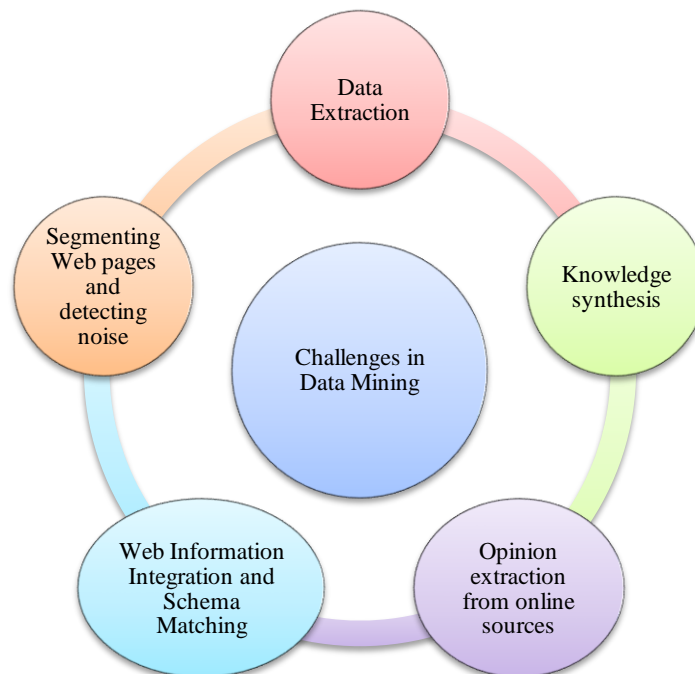 Data
Extraction
Segmenting
Web pages
and
detecting
noise
Knowledge
synthesis
Challenges in
Data Mining
Web Information
Integration and
Schema
Matching
Opinion
extraction
from online
sources